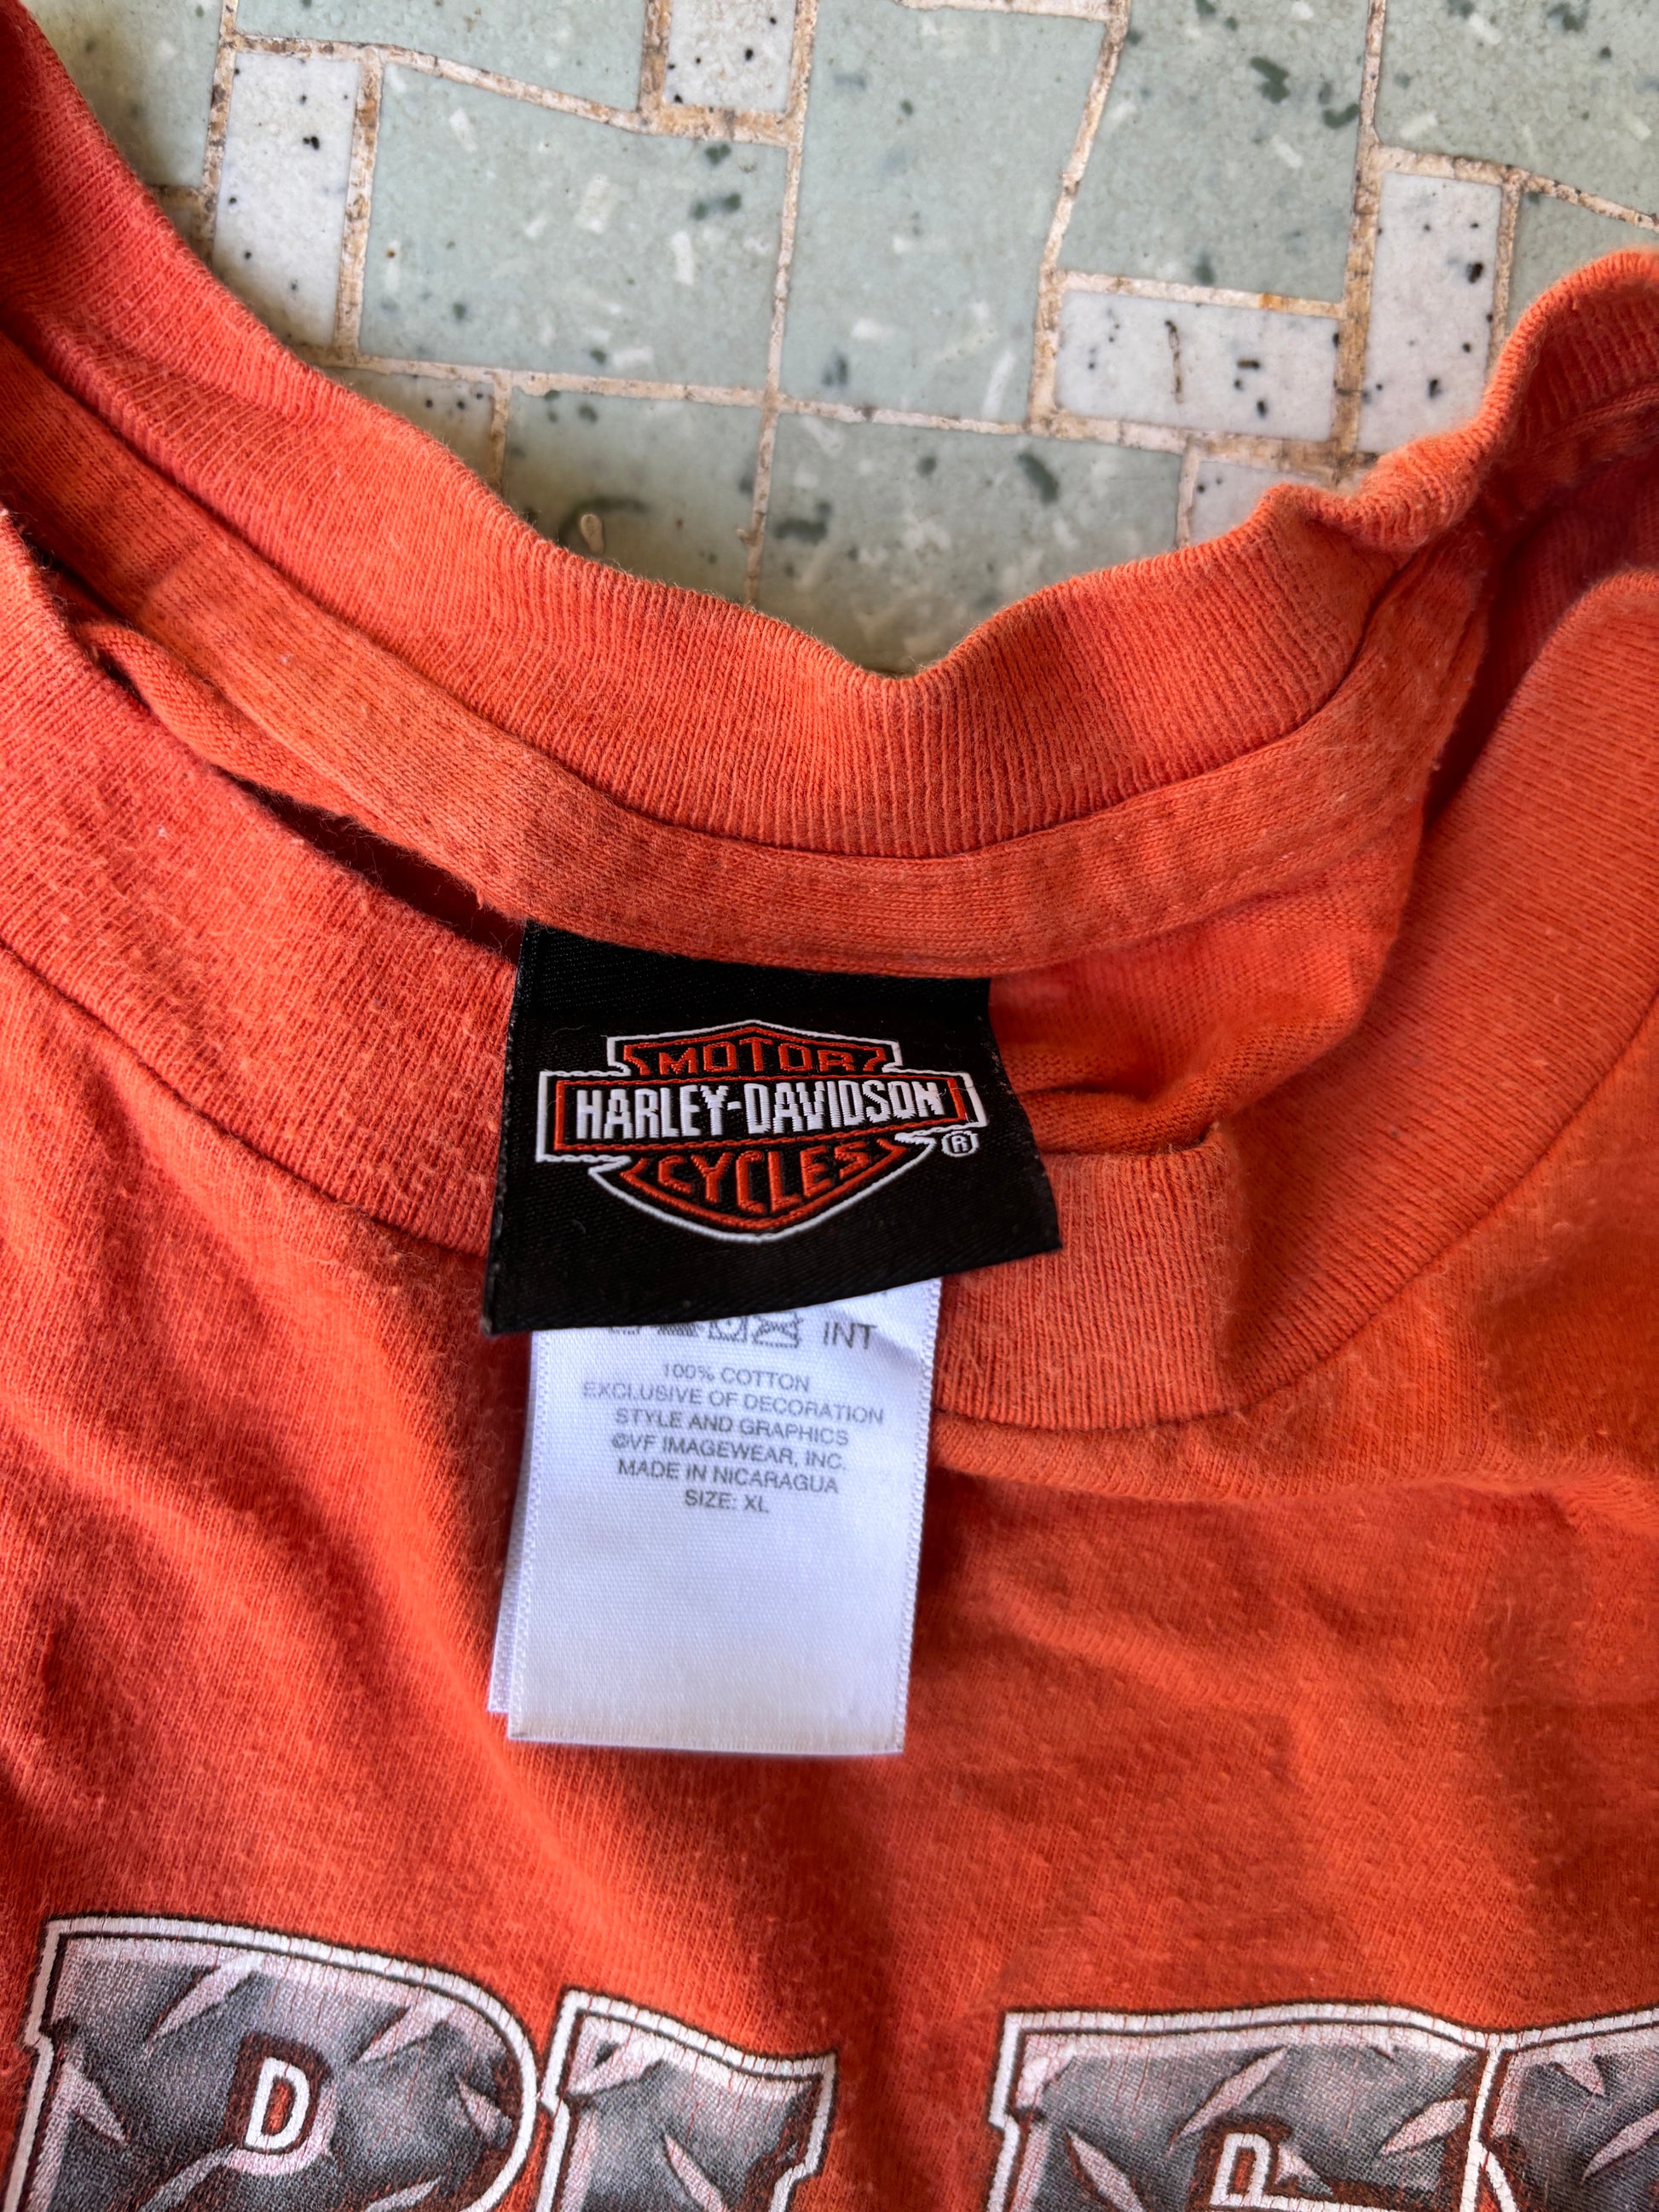 MOTOR
HARLEY-DAVIDSON
CYCLES
®
INT
100% COTTON
EXCLUSIVE OF DECORATION
STYLE AND GRAPHICS
©VF IMAGEWEAR, INC.
MADE IN NICARAGUA
SIZE: XL
D D